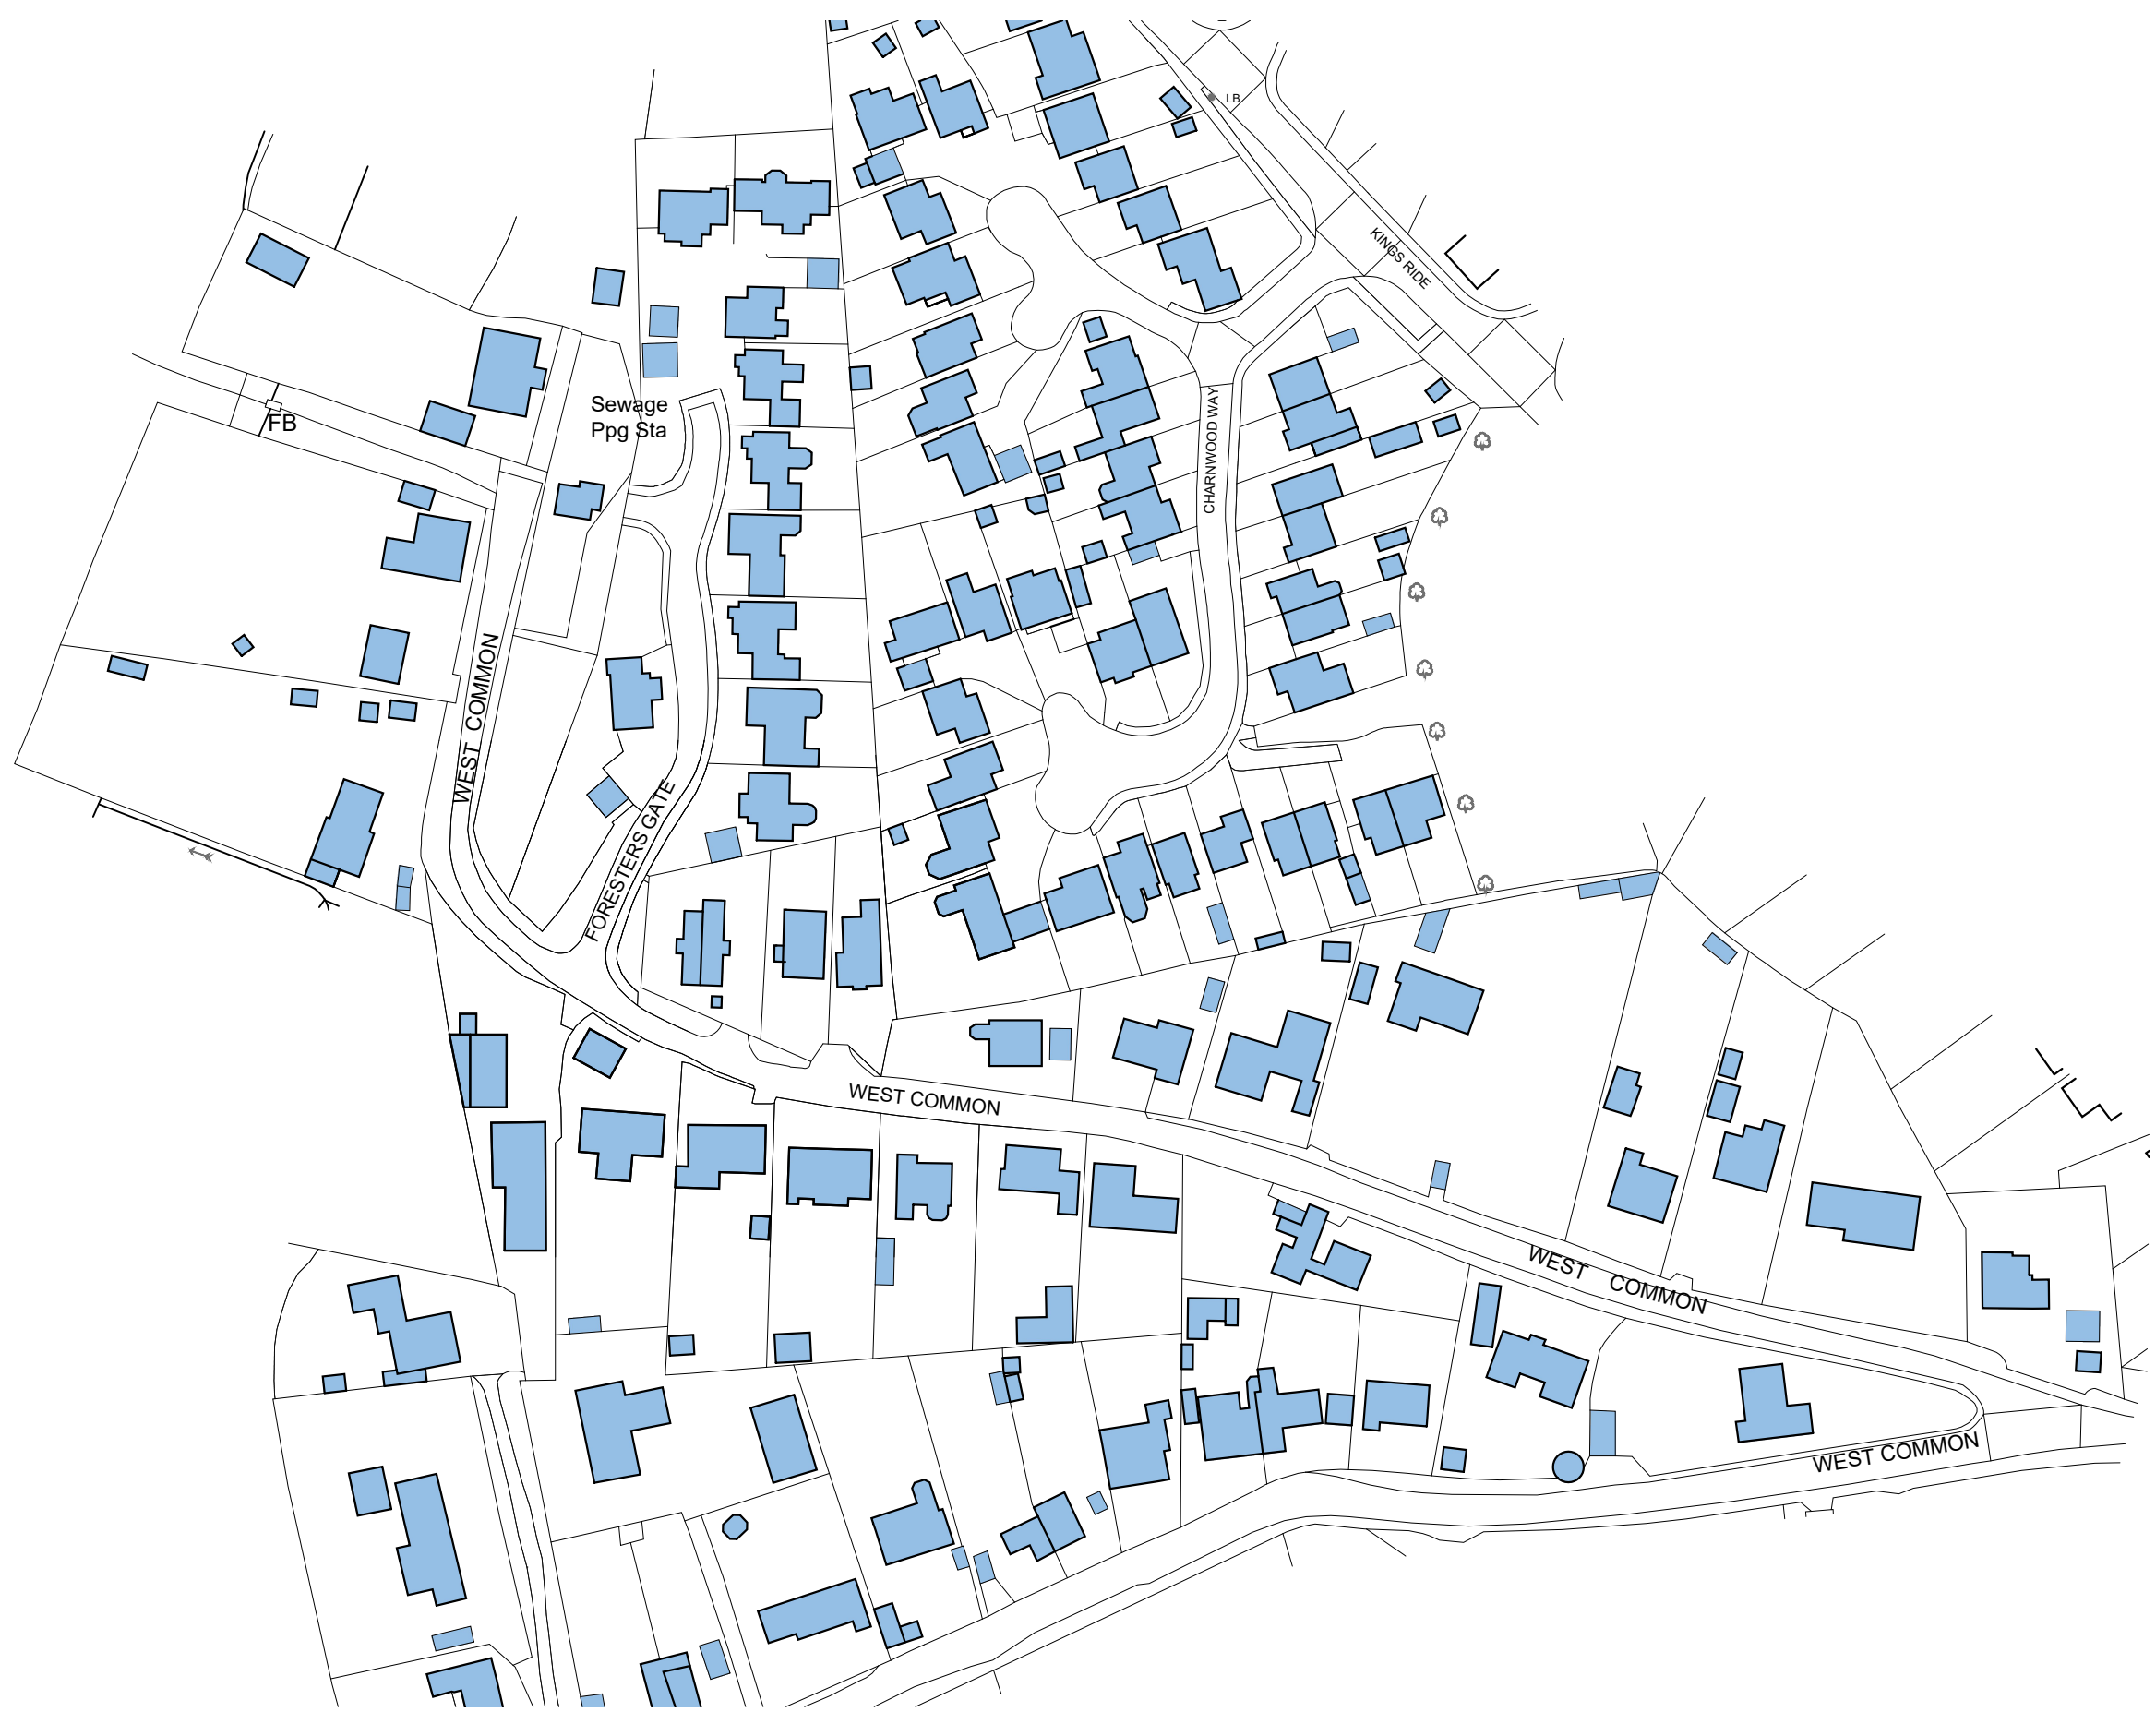 LB
KINGS RIDE
Sewage
Ppg Sta
FB
CHARNWOOD WAY
WEST COMMON
FORESTERS GATE
WEST COMMON
WEST COMMON
WEST COMMON